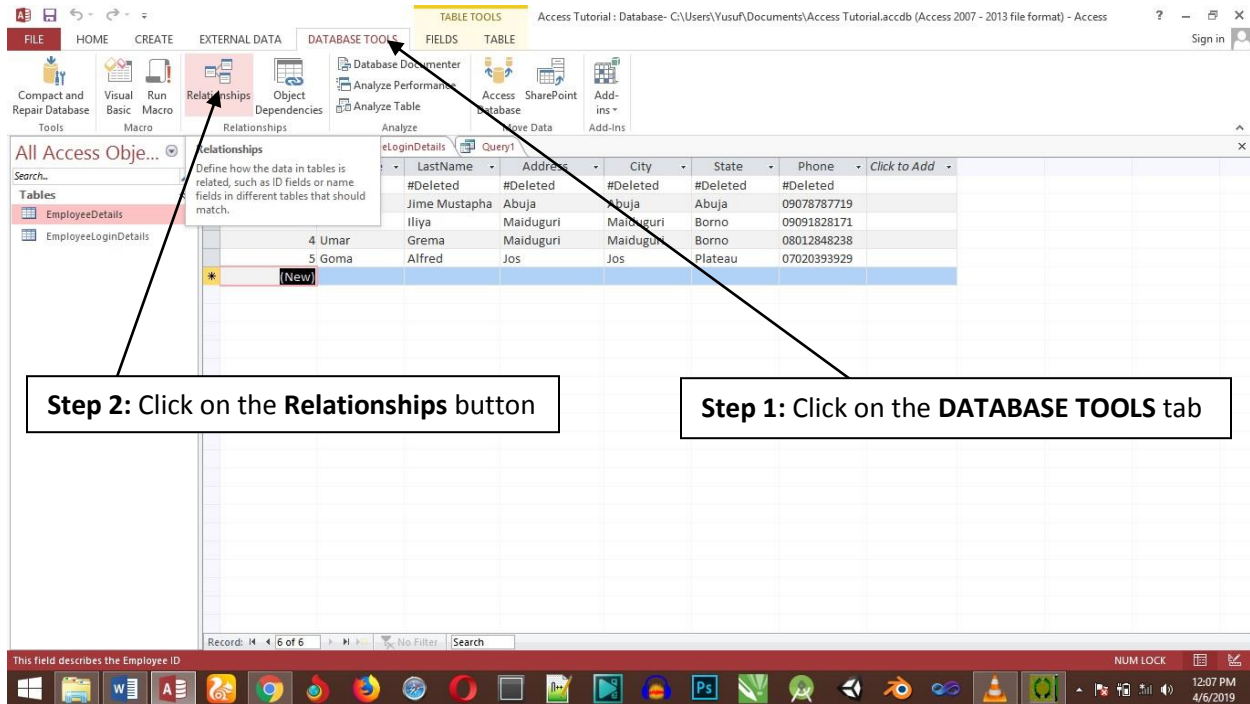 TABLE TOOLS
Access Tutorial : Database- C:\Users\Yusuf\Documents\Access Tutorial.accdb (Access 2007 - 2013 file format) - Access
?
FILE HOME CREATE EXTERNAL DATA DATABASE TOOLS FIELDS TABLE Sign in
Compact and
Repair Database
Visual
Basic
Run
Macro
Relationships
Object
Dependencies
Database Documenter
Analyze Performance
Analyze Table
Access
Database
SharePoint
Add-
ins
Tools Macro Relationships Analyze Move Data Add-Ins
All Access Obje...
Search...
Tables
EmployeeDetails
EmployeeLoginDetails
Relationships
Define how the data in tables is
related, such as ID fields or name
fields in different tables that should
match.
eLoginDetails Query1
LastName Address City State Phone Click to Add
#Deleted #Deleted #Deleted #Deleted #Deleted
Jime Mustapha Abuja Abuja Abuja 09078787719
Iliya Maiduguri Maiduguri Borno 09091828171
4 Umar Grema Maiduguri Maiduguri Borno 08012848238
5 Goma Alfred Jos Jos Plateau 07020393929
* (New)
Step 2: Click on the Relationships button
Step 1: Click on the DATABASE TOOLS tab
Record: 6 of 6 No Filter Search
This field describes the Employee ID NUM LOCK
Ps
12:07 PM
4/6/2019